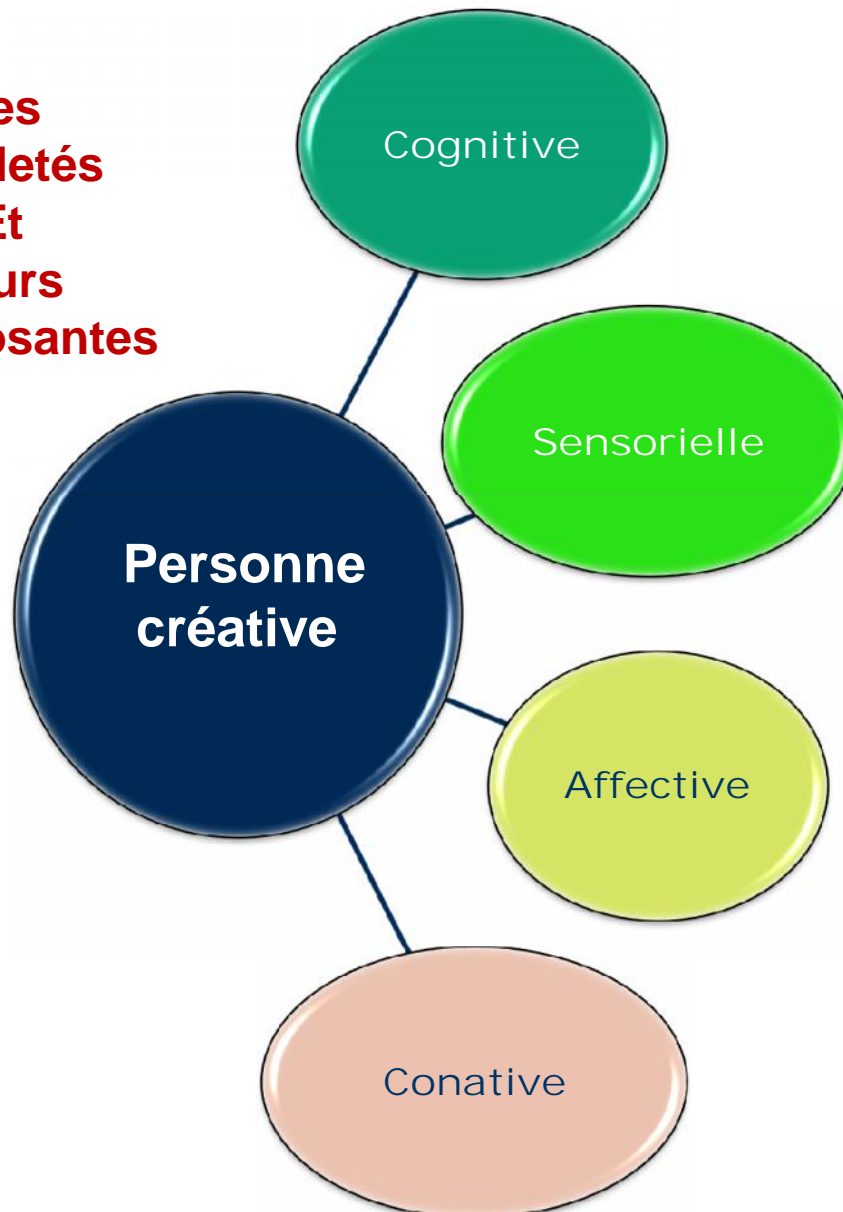 es
letés
Et
urs
osantes
Cognitive
Sensorielle
Personne
créative
Affective
Conative